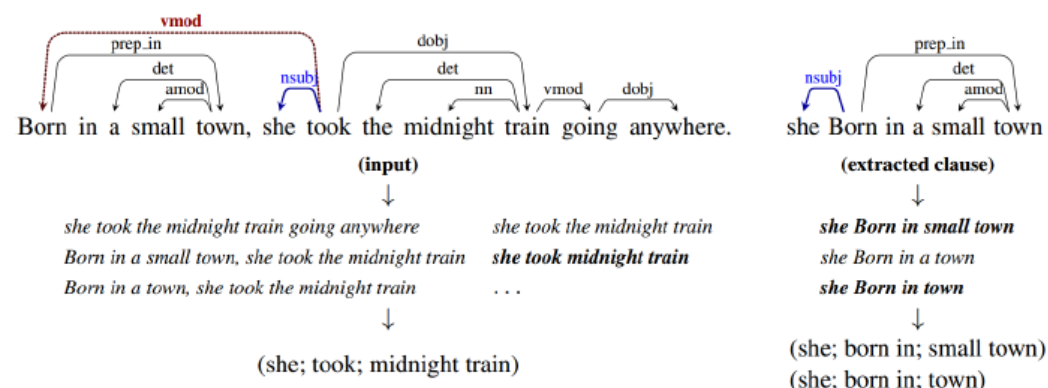 vmod
prep_in
dobj
prep_in
det
nsubj
det
nsubj
det
amod
nn
vmod
dobj
amod
Born in a small town, she took the midnight train going anywhere.
she Born in a small town
(input)
(extracted clause)
↓
↓
she took the midnight train going anywhere
she took the midnight train
she Born in small town
Born in a small town, she took the midnight train
she took midnight train
she Born in a town
Born in a town, she took the midnight train
. . .
she Born in town
↓
↓
(she; took; midnight train)
(she; born in; small town)
(she; born in; town)